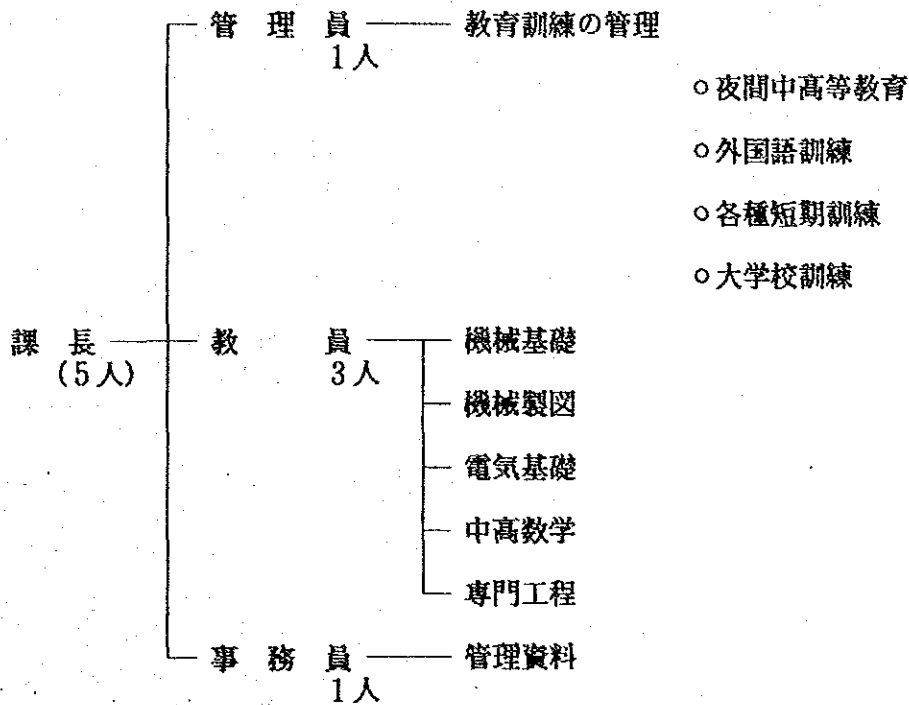 管理員 教育訓練の管理
1人
○夜間中高等教育
○外国語訓練
○各種短期訓練
○大学校訓練
課長 教員 機械基礎
(5人) 3人
機械製図
電気基礎
中高数学
専門工程
事務員 管理資料
1人